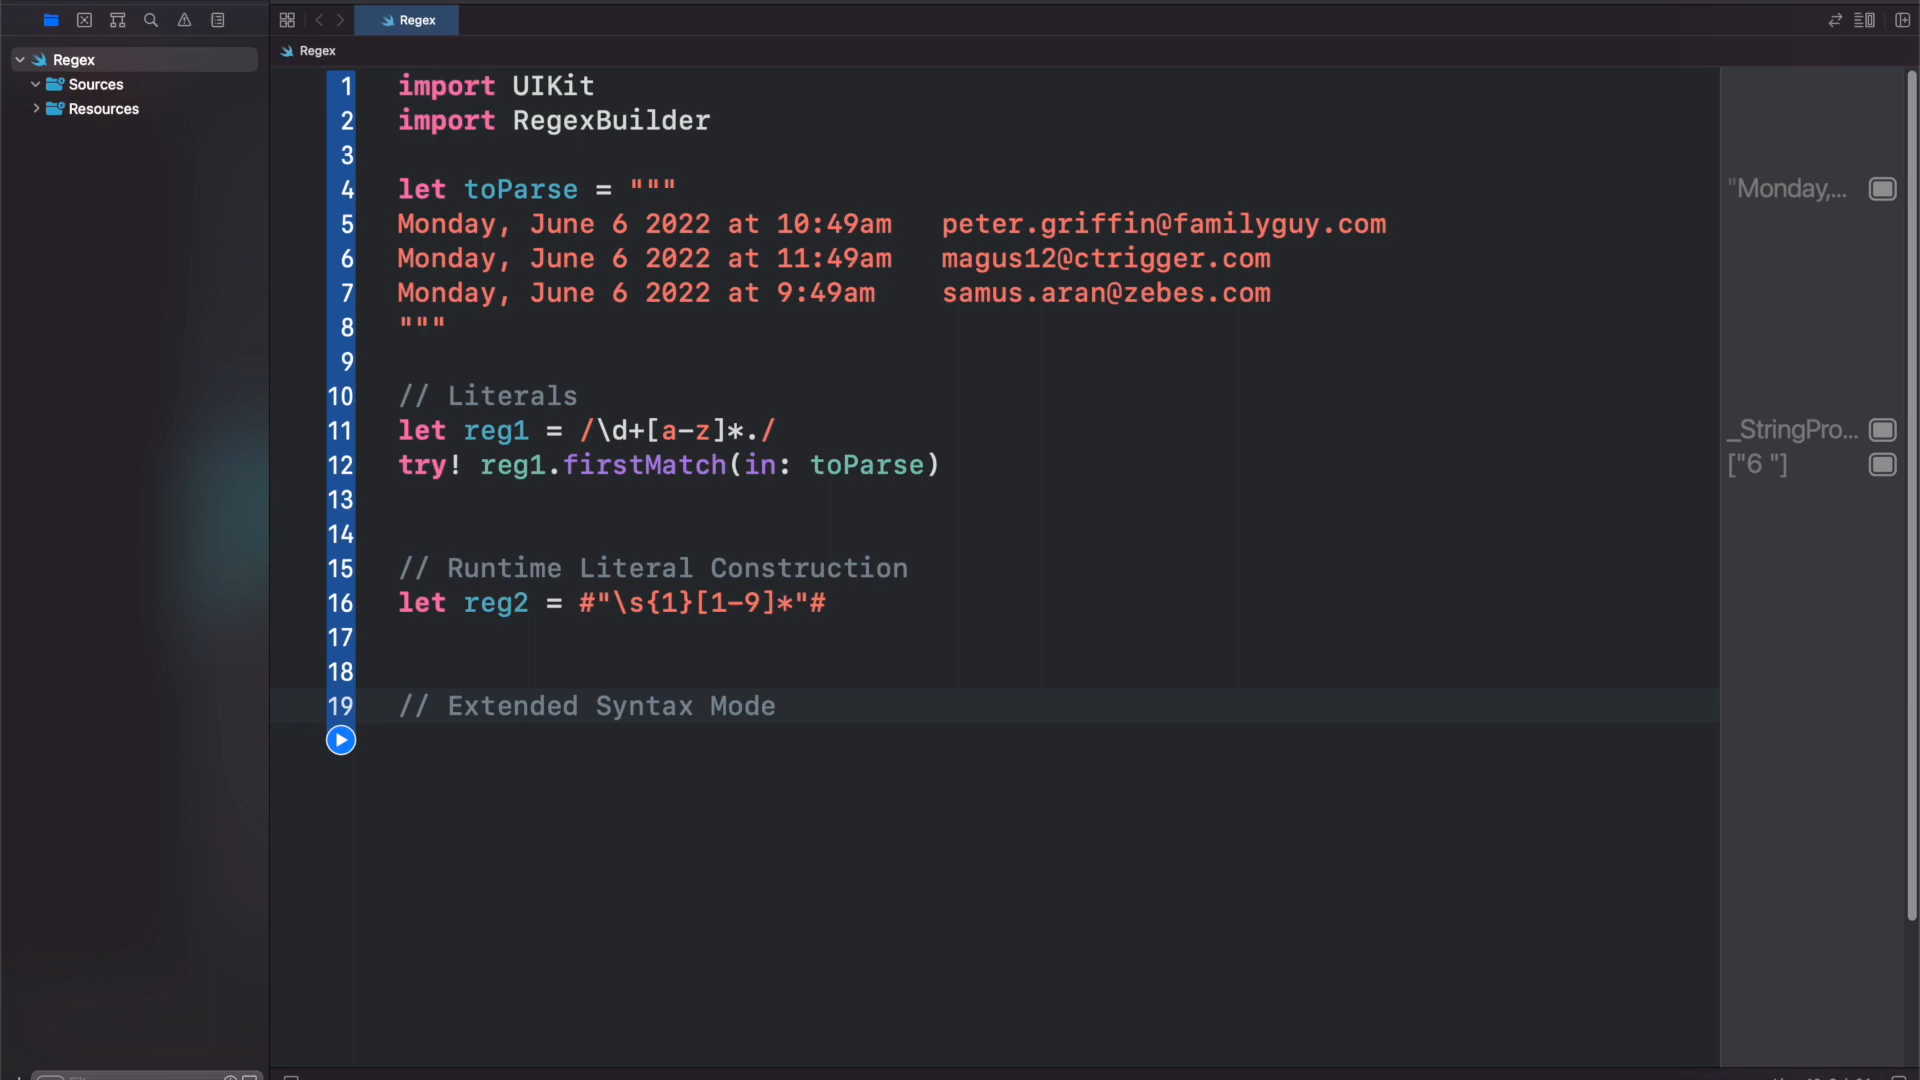 Regex
Regex
Regex
Sources
Resources
1 import UIKit
2 import RegexBuilder
3
4 let toParse = """
"Monday,...
5 Monday, June 6 2022 at 10:49am   peter.griffin@familyguy.com
6 Monday, June 6 2022 at 11:49am   magus12@ctrigger.com
7 Monday, June 6 2022 at 9:49am    samus.aran@zebes.com
8 """
9
10 // Literals
11 let reg1 = /\d+[a-z]*./
_StringPro...
12 try! reg1.firstMatch(in: toParse)
["6 "]
13
14
15 // Runtime Literal Construction
16 let reg2 = #"\s{1}[1-9]*"#
17
18
19 // Extended Syntax Mode